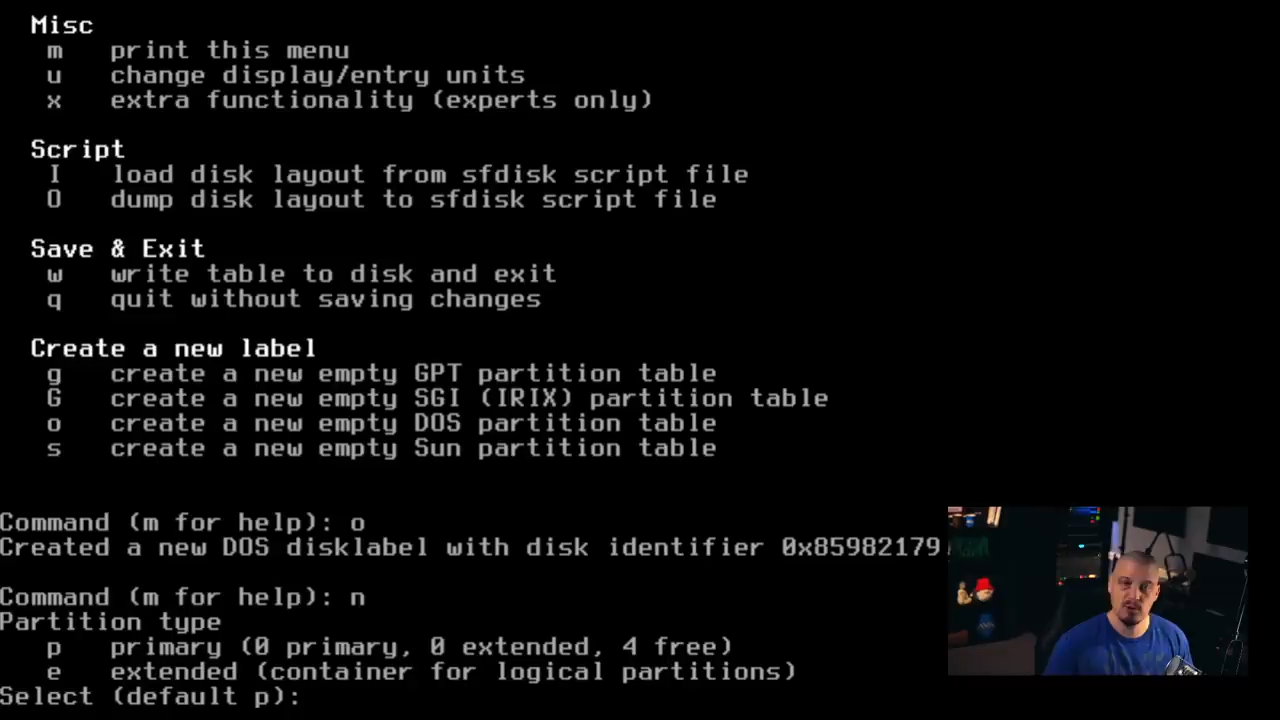 Misc
m print this menu
u change display/entry units
x extra functionality (experts only)
Script
I load disk layout from sfdisk script file
O dump disk layout to sfdisk script file
Save & Exit
w write table to disk and exit
q quit without saving changes
Create a new label
g create a new empty GPT partition table
G create a new empty SGI (IRIX) partition table
o create a new empty DOS partition table
s create a new empty Sun partition table
Command (m for help): o
Created a new DOS disklabel with disk identifier 0x85982179
Command (m for help): n
Partition type
p primary (0 primary, 0 extended, 4 free)
e extended (container for logical partitions)
Select (default p):